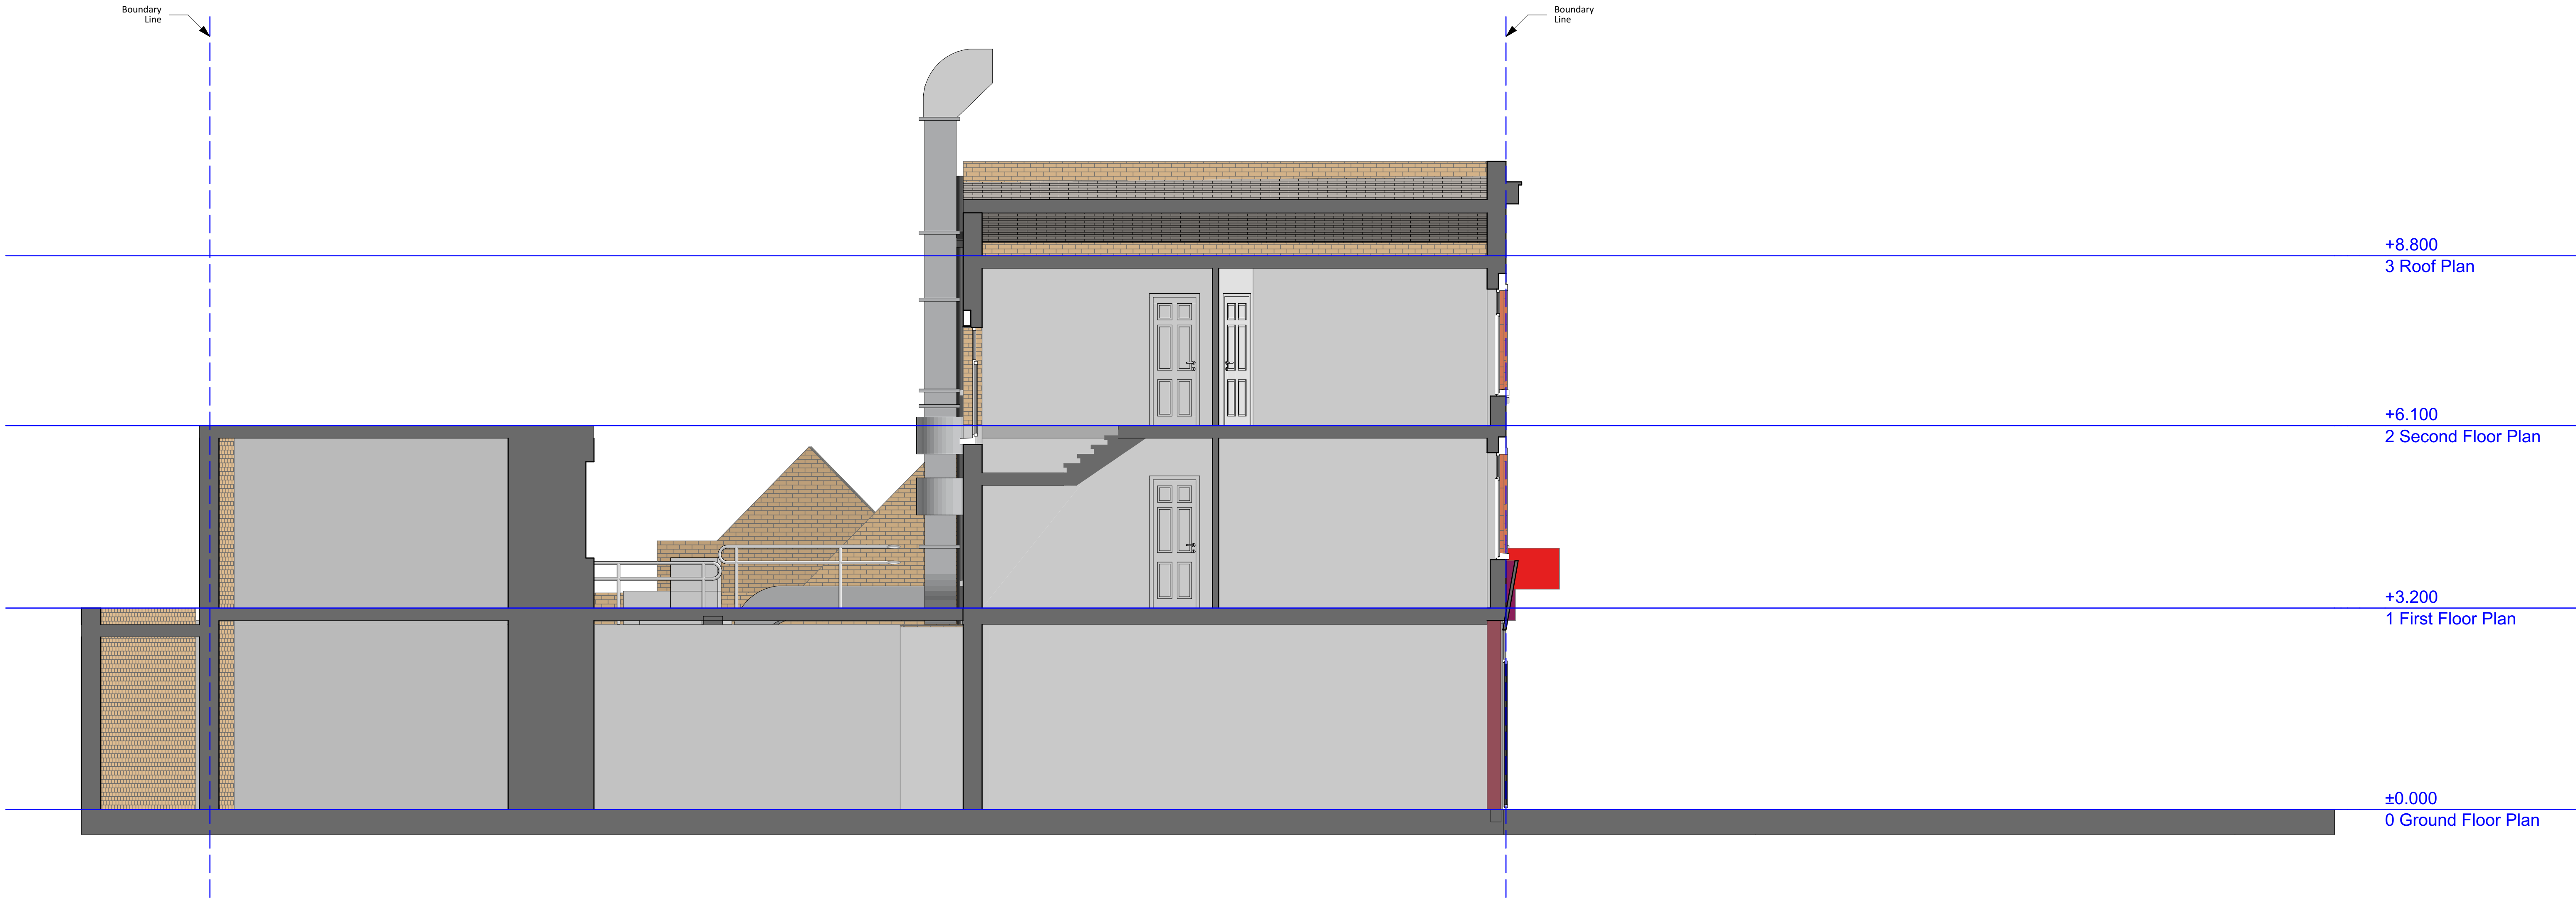 Boundary
Line
Boundary
Line
+8.800
3 Roof Plan
+6.100
2 Second Floor Plan
+3.200
1 First Floor Plan
±0.000
0 Ground Floor Plan